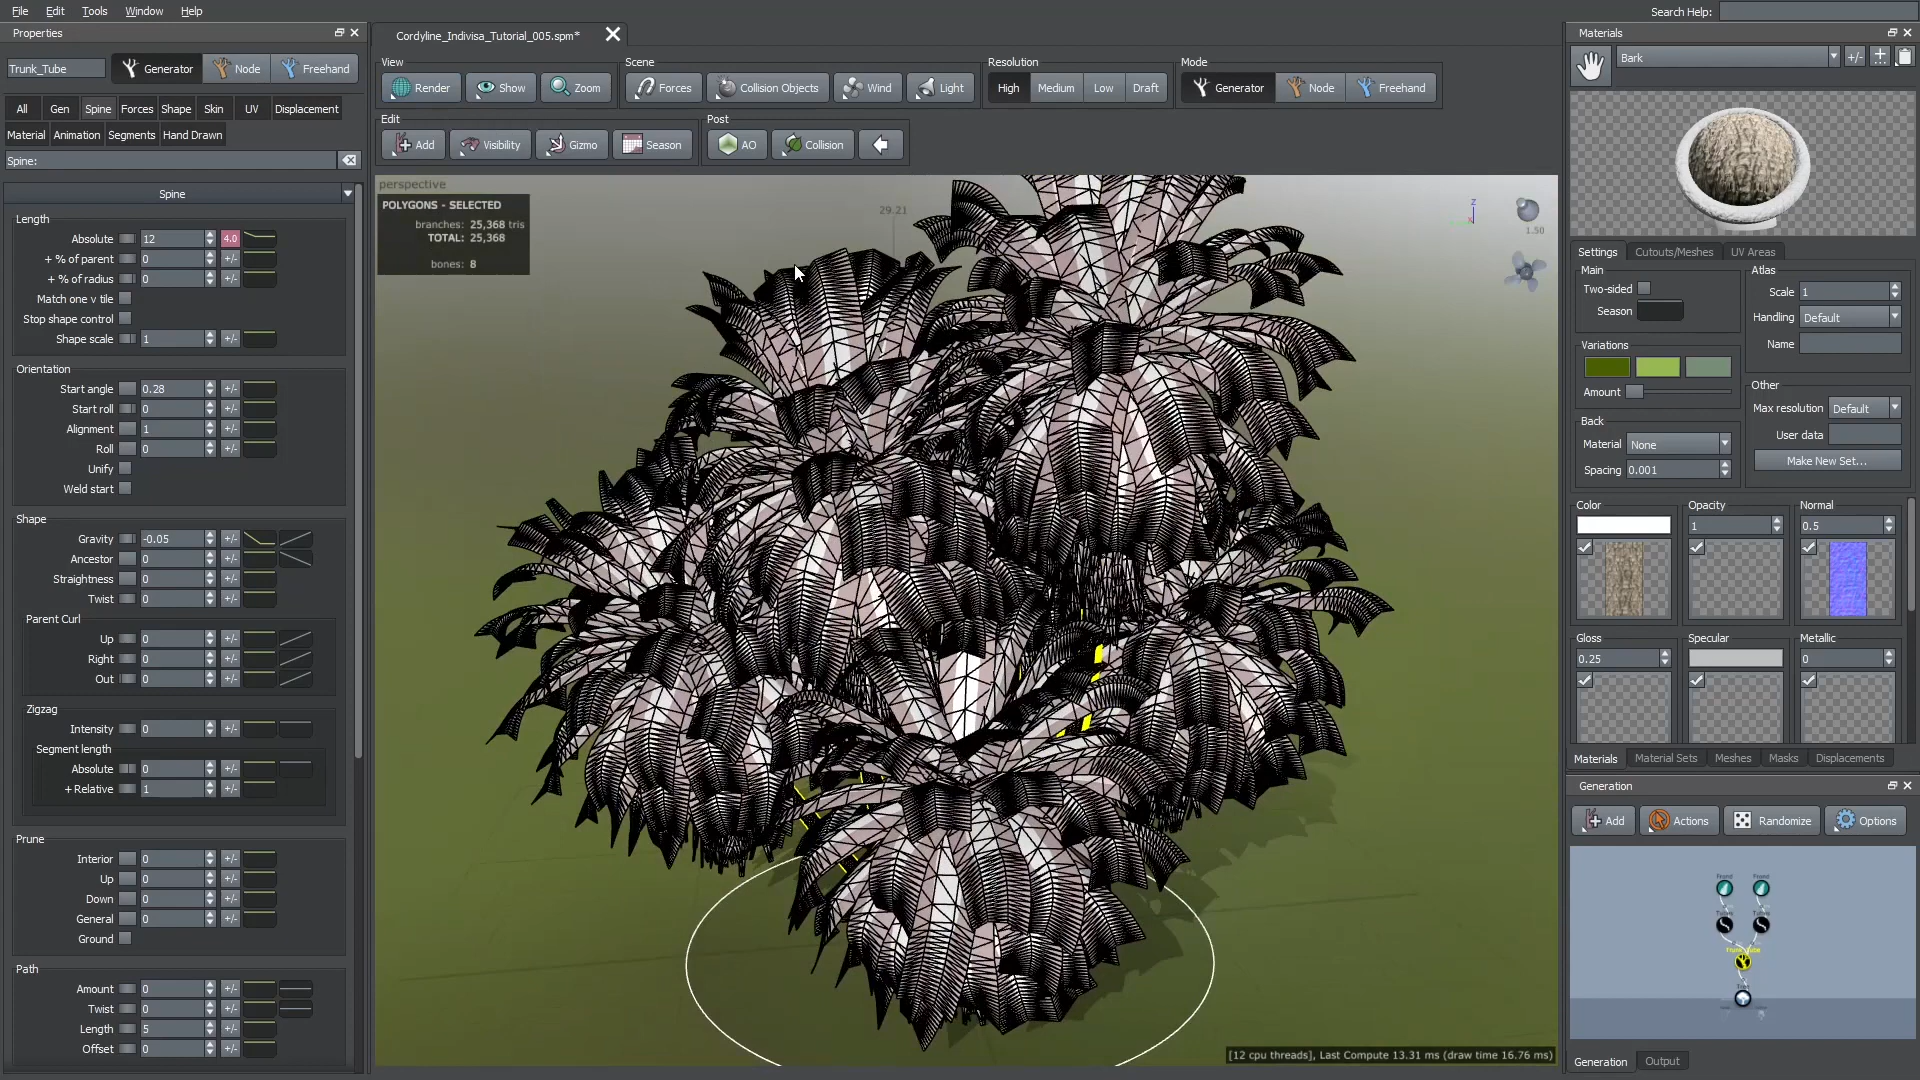 File Edit Tools Window Help
Search Help:
Properties
Trunk_Tube Generator Node Freehand
All Gen Spine Forces Shape Skin UV Displacement
Material Animation Segments Hand Drawn
Spine:
Spine
Length
Absolute 12 4.0
+ % of parent 0 +/-
+ % of radius 0 +/-
Match one v tile
Stop shape control
Shape scale 1 +/-
Orientation
Start angle 0.28 +/-
Start roll 0 +/-
Alignment 1 +/-
Roll 0 +/-
Unify
Weld start
Shape
Gravity -0.05 +/-
Ancestor 0 +/-
Straightness 0 +/-
Twist 0 +/-
Parent Curl
Up 0 +/-
Right 0 +/-
Out 0 +/-
Zigzag
Intensity 0 +/-
Segment length
Absolute 0 +/-
+ Relative 1 +/-
Prune
Interior 0 +/-
Up 0 +/-
Down 0 +/-
General 0 +/-
Ground
Path
Amount 0 +/-
Twist 0 +/-
Length 5 +/-
Offset 0 +/-
Cordyline_Indivisa_Tutorial_005.spm*
View Scene Resolution Mode
Render Show Zoom Forces Collision Objects Wind Light High Medium Low Draft Generator Node Freehand
Edit Post
Add Visibility Gizmo Season AO Collision
perspective
POLYGONS - SELECTED
branches: 25,368 tris
TOTAL: 25,368
bones: 8
29.21
z
1.50
[12 cpu threads], Last Compute 13.31 ms (draw time 16.76 ms)
Materials
Bark +/-
Settings Cutouts/Meshes UV Areas
Main
Two-sided
Season
Variations
Amount
Back
Material None
Spacing 0.001
Atlas
Scale 1
Handling Default
Name
Other
Max resolution Default
User data
Make New Set...
Color Opacity Normal
1 0.5
Gloss Specular Metallic
0.25 0
Materials Material Sets Meshes Masks Displacements
Generation
Add Actions Randomize Options
Generation Output